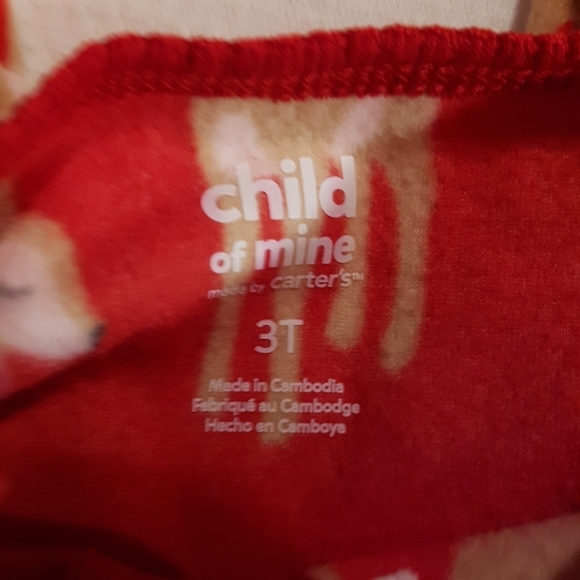 child
of mine
made by carter's™
3T
Made in Cambodia
Fabriqué au Cambodge
Hecho en Camboya